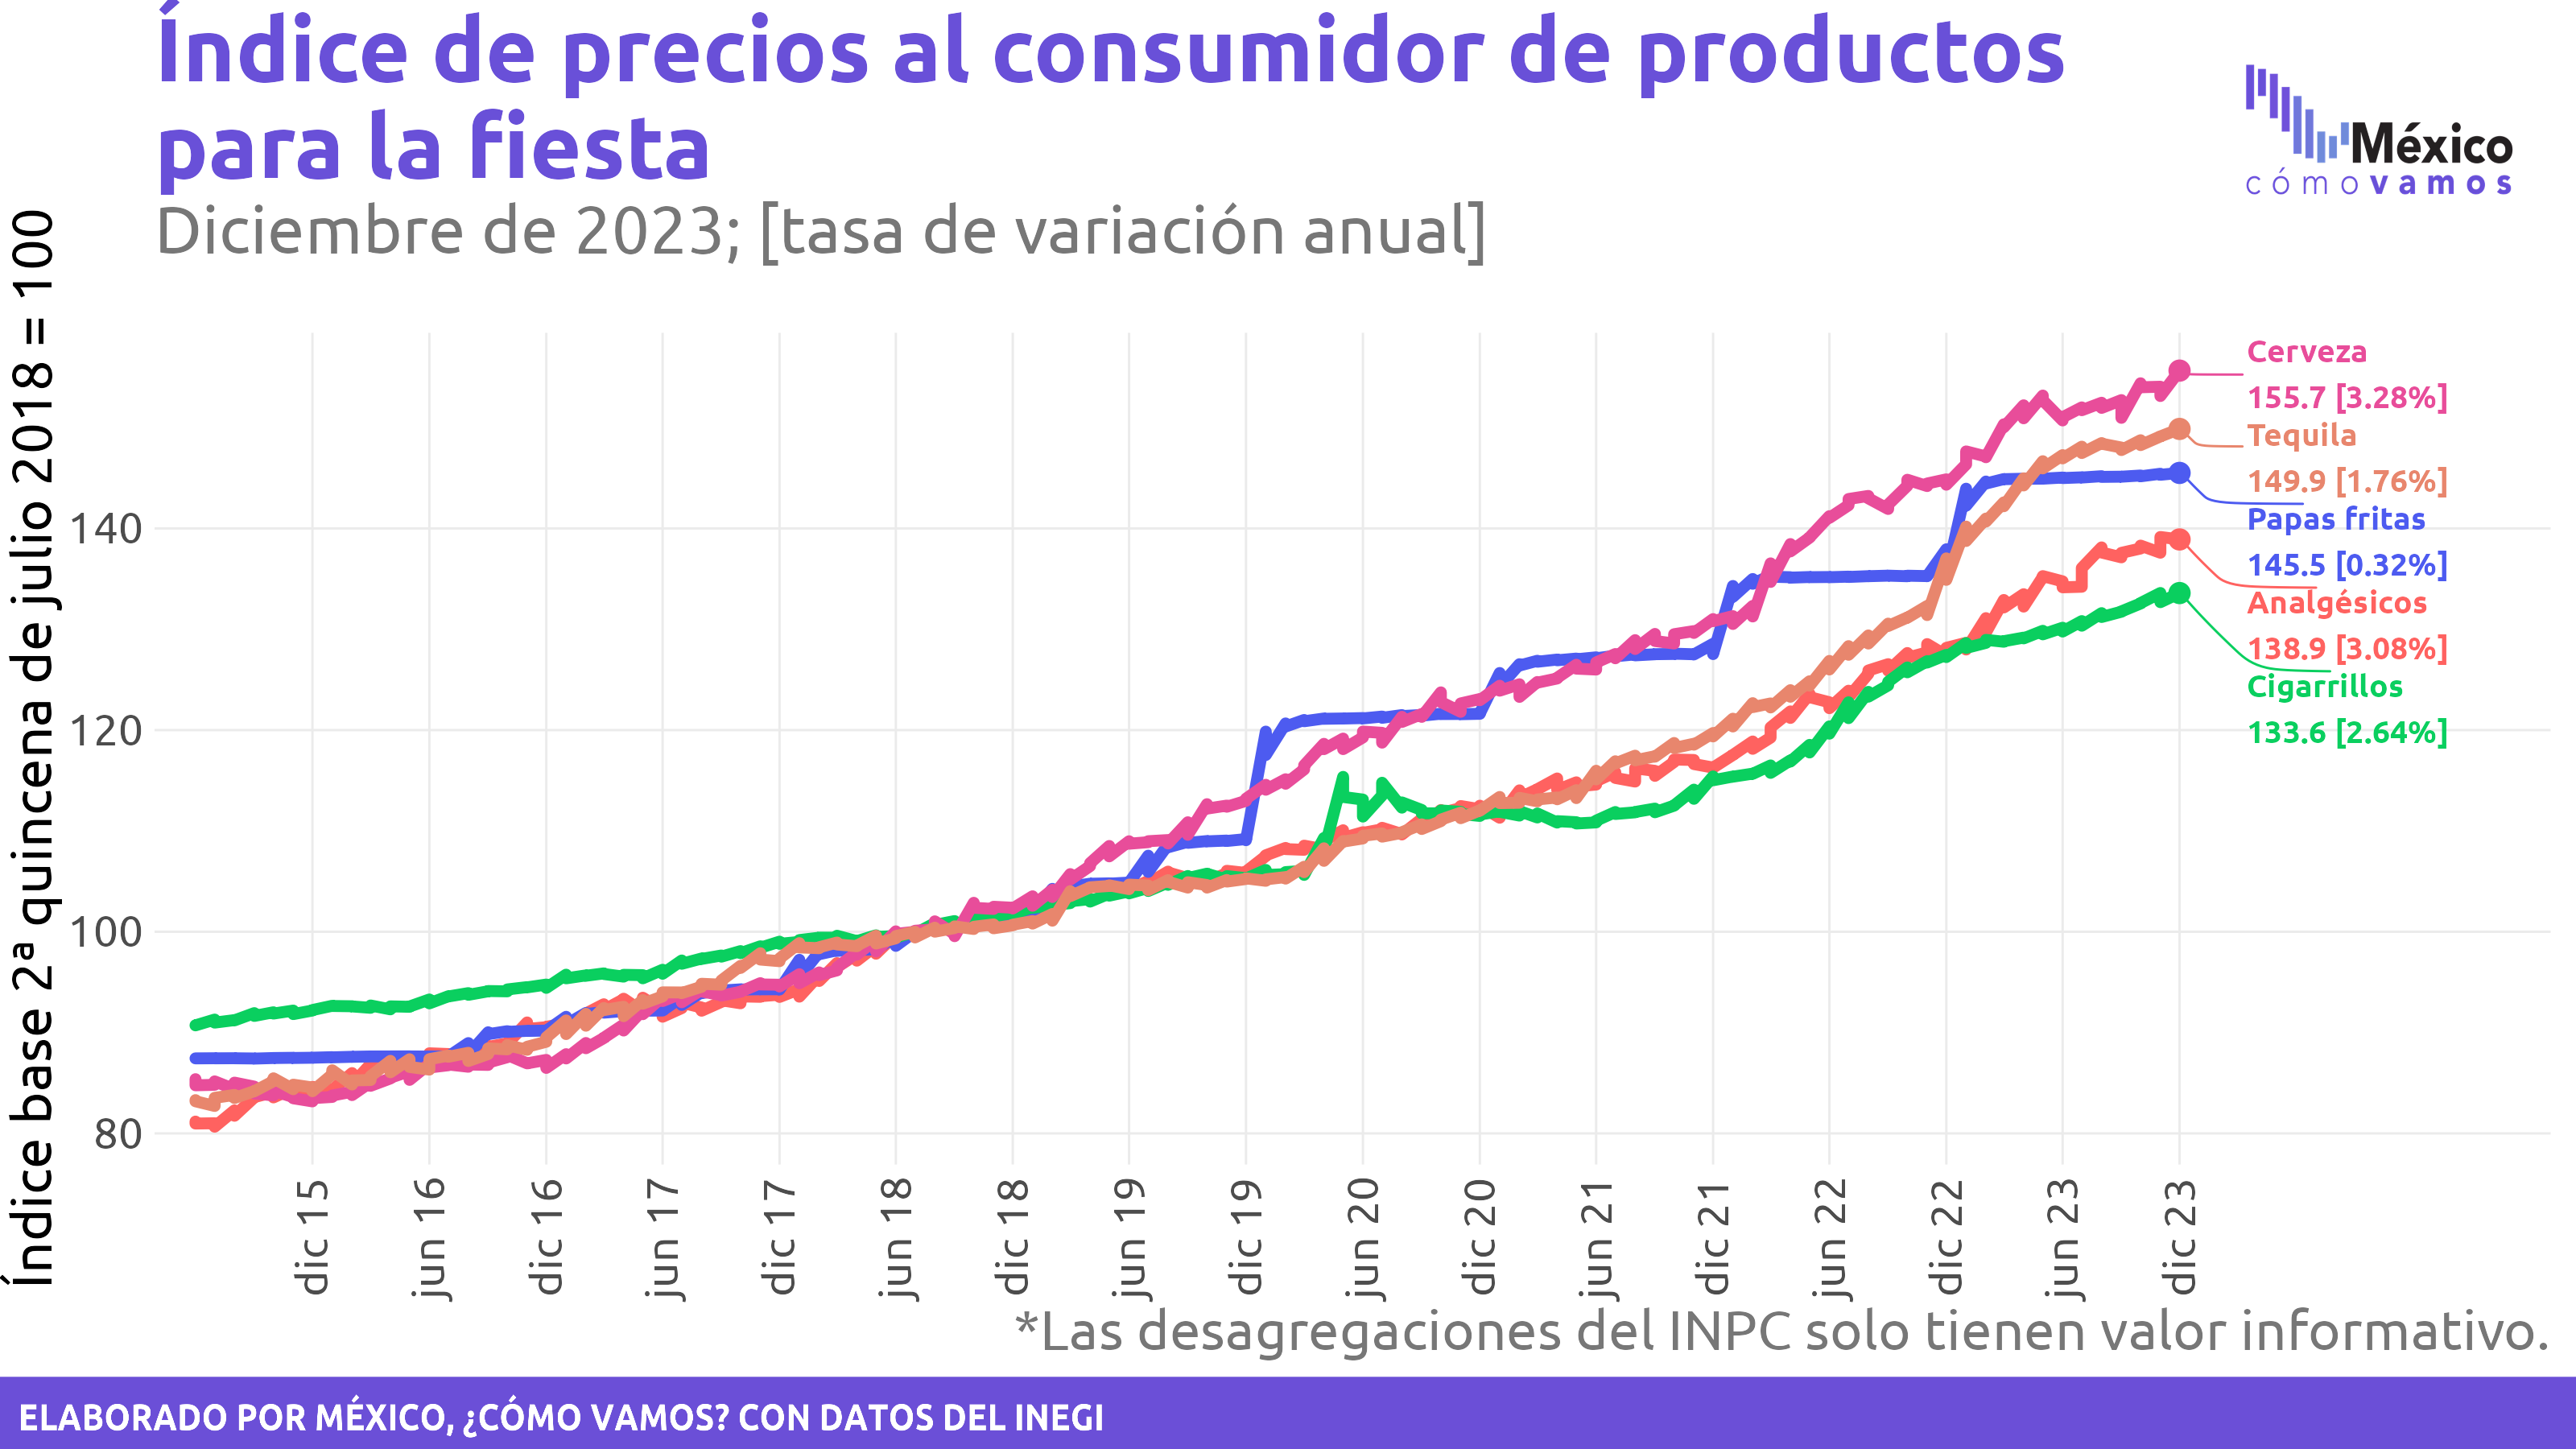 Índice de precios al consumidor de productos
para la fiesta
Diciembre de 2023; [tasa de variación anual]
México
cómo vamos
Índice base 2ª quincena de julio 2018 = 100
140
120
100
80
Cerveza
155.7 [3.28%]
Tequila
149.9 [1.76%]
Papas fritas
145.5 [0.32%]
Analgésicos
138.9 [3.08%]
Cigarrillos
133.6 [2.64%]
dic 15
jun 16
dic 16
jun 17
dic 17
jun 18
dic 18
jun 19
dic 19
jun 20
dic 20
jun 21
dic 21
jun 22
dic 22
jun 23
dic 23
*Las desagregaciones del INPC solo tienen valor informativo.
ELABORADO POR MÉXICO, ¿CÓMO VAMOS? CON DATOS DEL INEGI